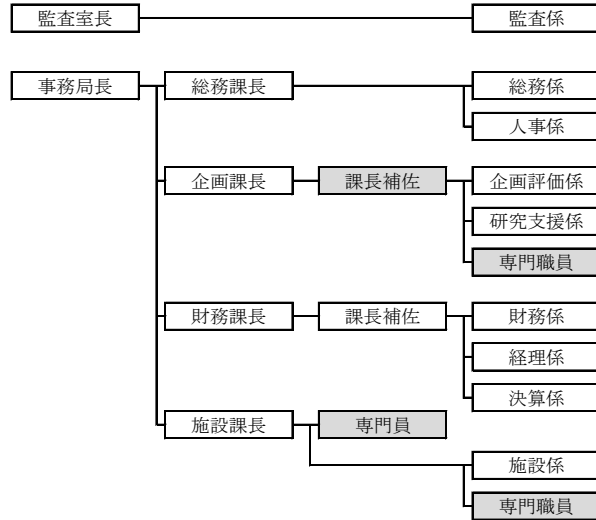 監査室長 監査係
事務局長 総務課長 総務係
人事係
企画課長 課長補佐 企画評価係
研究支援係
専門職員
財務課長 課長補佐 財務係
経理係
決算係
施設課長 専門員
施設係
専門職員